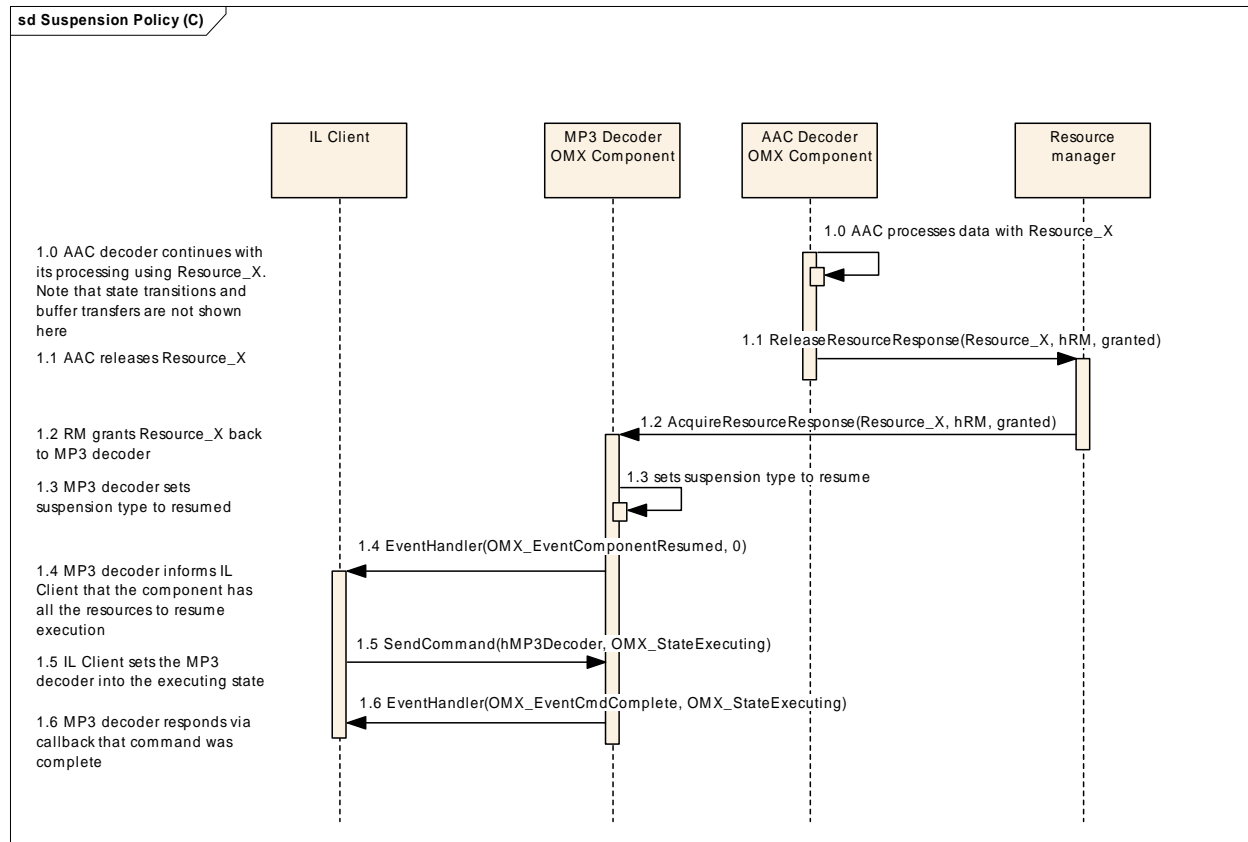 sd Suspension Policy (C)
IL Client
MP3 Decoder
OMX Component
AAC Decoder
OMX Component
Resource
manager
1.0 AAC decoder continues with
its processing using Resource_X.
Note that state transitions and
buffer transfers are not shown
here
1.0 AAC processes data with Resource_X
1.1 AAC releases Resource_X
1.1 ReleaseResourceResponse(Resource_X, hRM, granted)
1.2 RM grants Resource_X back
to MP3 decoder
1.2 AcquireResourceResponse(Resource_X, hRM, granted)
1.3 MP3 decoder sets
suspension type to resumed
1.3 sets suspension type to resume
1.4 EventHandler(OMX_EventComponentResumed, 0)
1.4 MP3 decoder informs IL
Client that the component has
all the resources to resume
execution
1.5 SendCommand(hMP3Decoder, OMX_StateExecuting)
1.5 IL Client sets the MP3
decoder into the executing state
1.6 EventHandler(OMX_EventCmdComplete, OMX_StateExecuting)
1.6 MP3 decoder responds via
callback that command was
complete